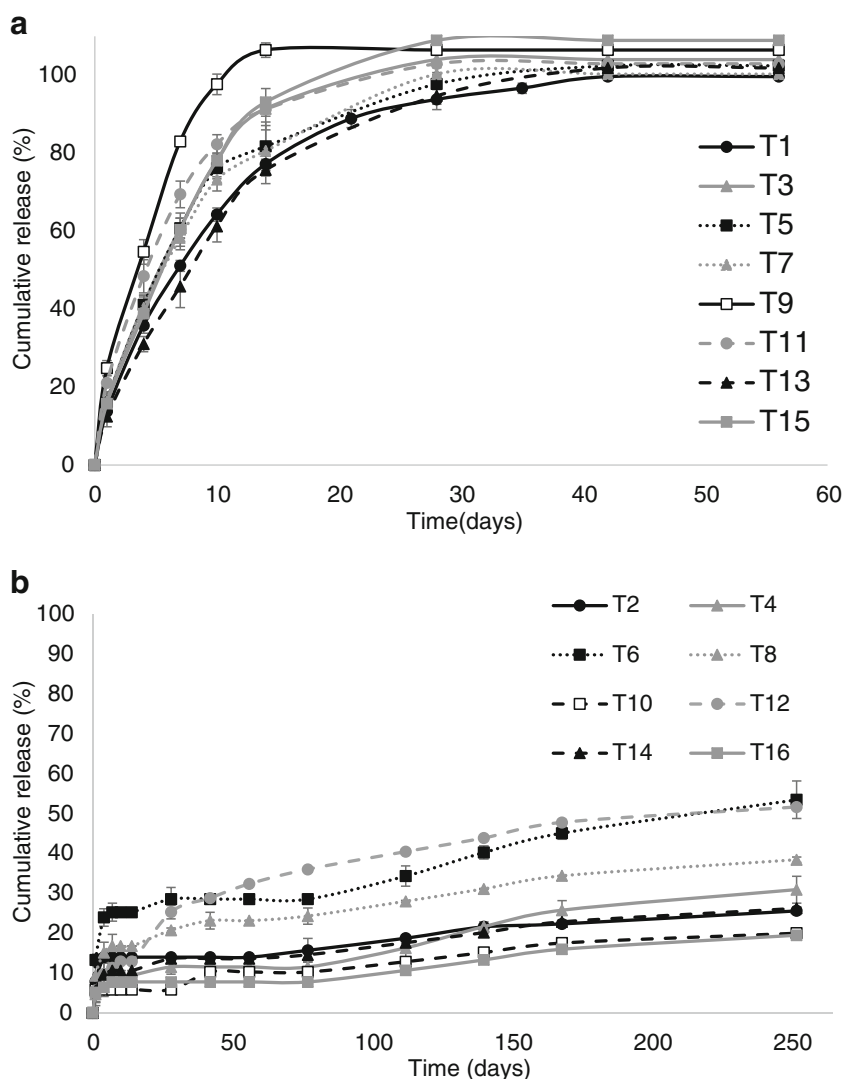 a
Cumulative release (%)
100
80
60
40
20
0
0 10 20 30 40 50 60
Time(days)
T1
T3
T5
T7
T9
T11
T13
T15
b
Cumulative release (%)
100
90
80
70
60
50
40
30
20
10
0
0 50 100 150 200 250
Time (days)
T2 T4
T6 T8
T10 T12
T14 T16